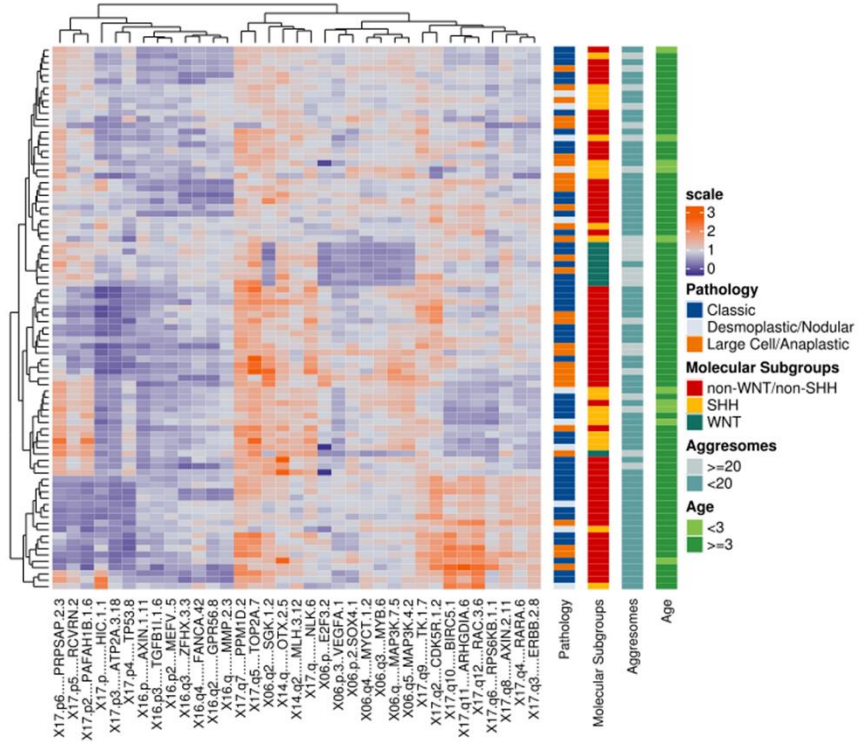 scale
3
2
1
0
Pathology
Classic
Desmoplastic/Nodular
Large Cell/Anaplastic
Molecular Subgroups
non-WNT/non-SHH
SHH
WNT
Aggresomes
>=20
<20
Age
<3
>=3
X17.p6.....PRPSAP.2.3
X17.p5....RCVRN.2
X17.p2...PAFAH1B.1.6
X17.p.....HIC.1.1
X17.p3....ATP2A.3.18
X17.p4....TP53.8
X16.p....AXIN.1.11
X16.p3....TGFB1I.1.6
X16.p2....MEFV..5
X16.q3....ZFHX.3.3
X16.q4....FANCA.42
X16.q2....GPR56.8
X16.q.....MMP.2.3
X17.q7....PPM1D.2
X17.q5....TOP2A.7
X06.q2....SGK.1.2
X14.q....OTX.2.5
X14.q2....MLH.3.12
X17.q.....NLK.6
X06.p....E2F3.2
X06.p.3..VEGFA.1
X06.p.2.SOX4.1
X06.q4....MYCT.1.2
X06.q3....MYB.6
X06.q....MAP3K.7.5
X06.q5..MAP3K.4.2
X17.q9.....TK.1.7
X17.q2....CDK5R.1.2
X17.q10....BIRC5.1
X17.q11....ARHGDIA.6
X17.q12....RAC.3.6
X17.q6...RPS6KB.1.1
X17.q8....AXIN.2.11
X17.q4....RARA.6
X17.q3....ERBB.2.8
Pathology
Molecular Subgroups
Aggresomes
Age